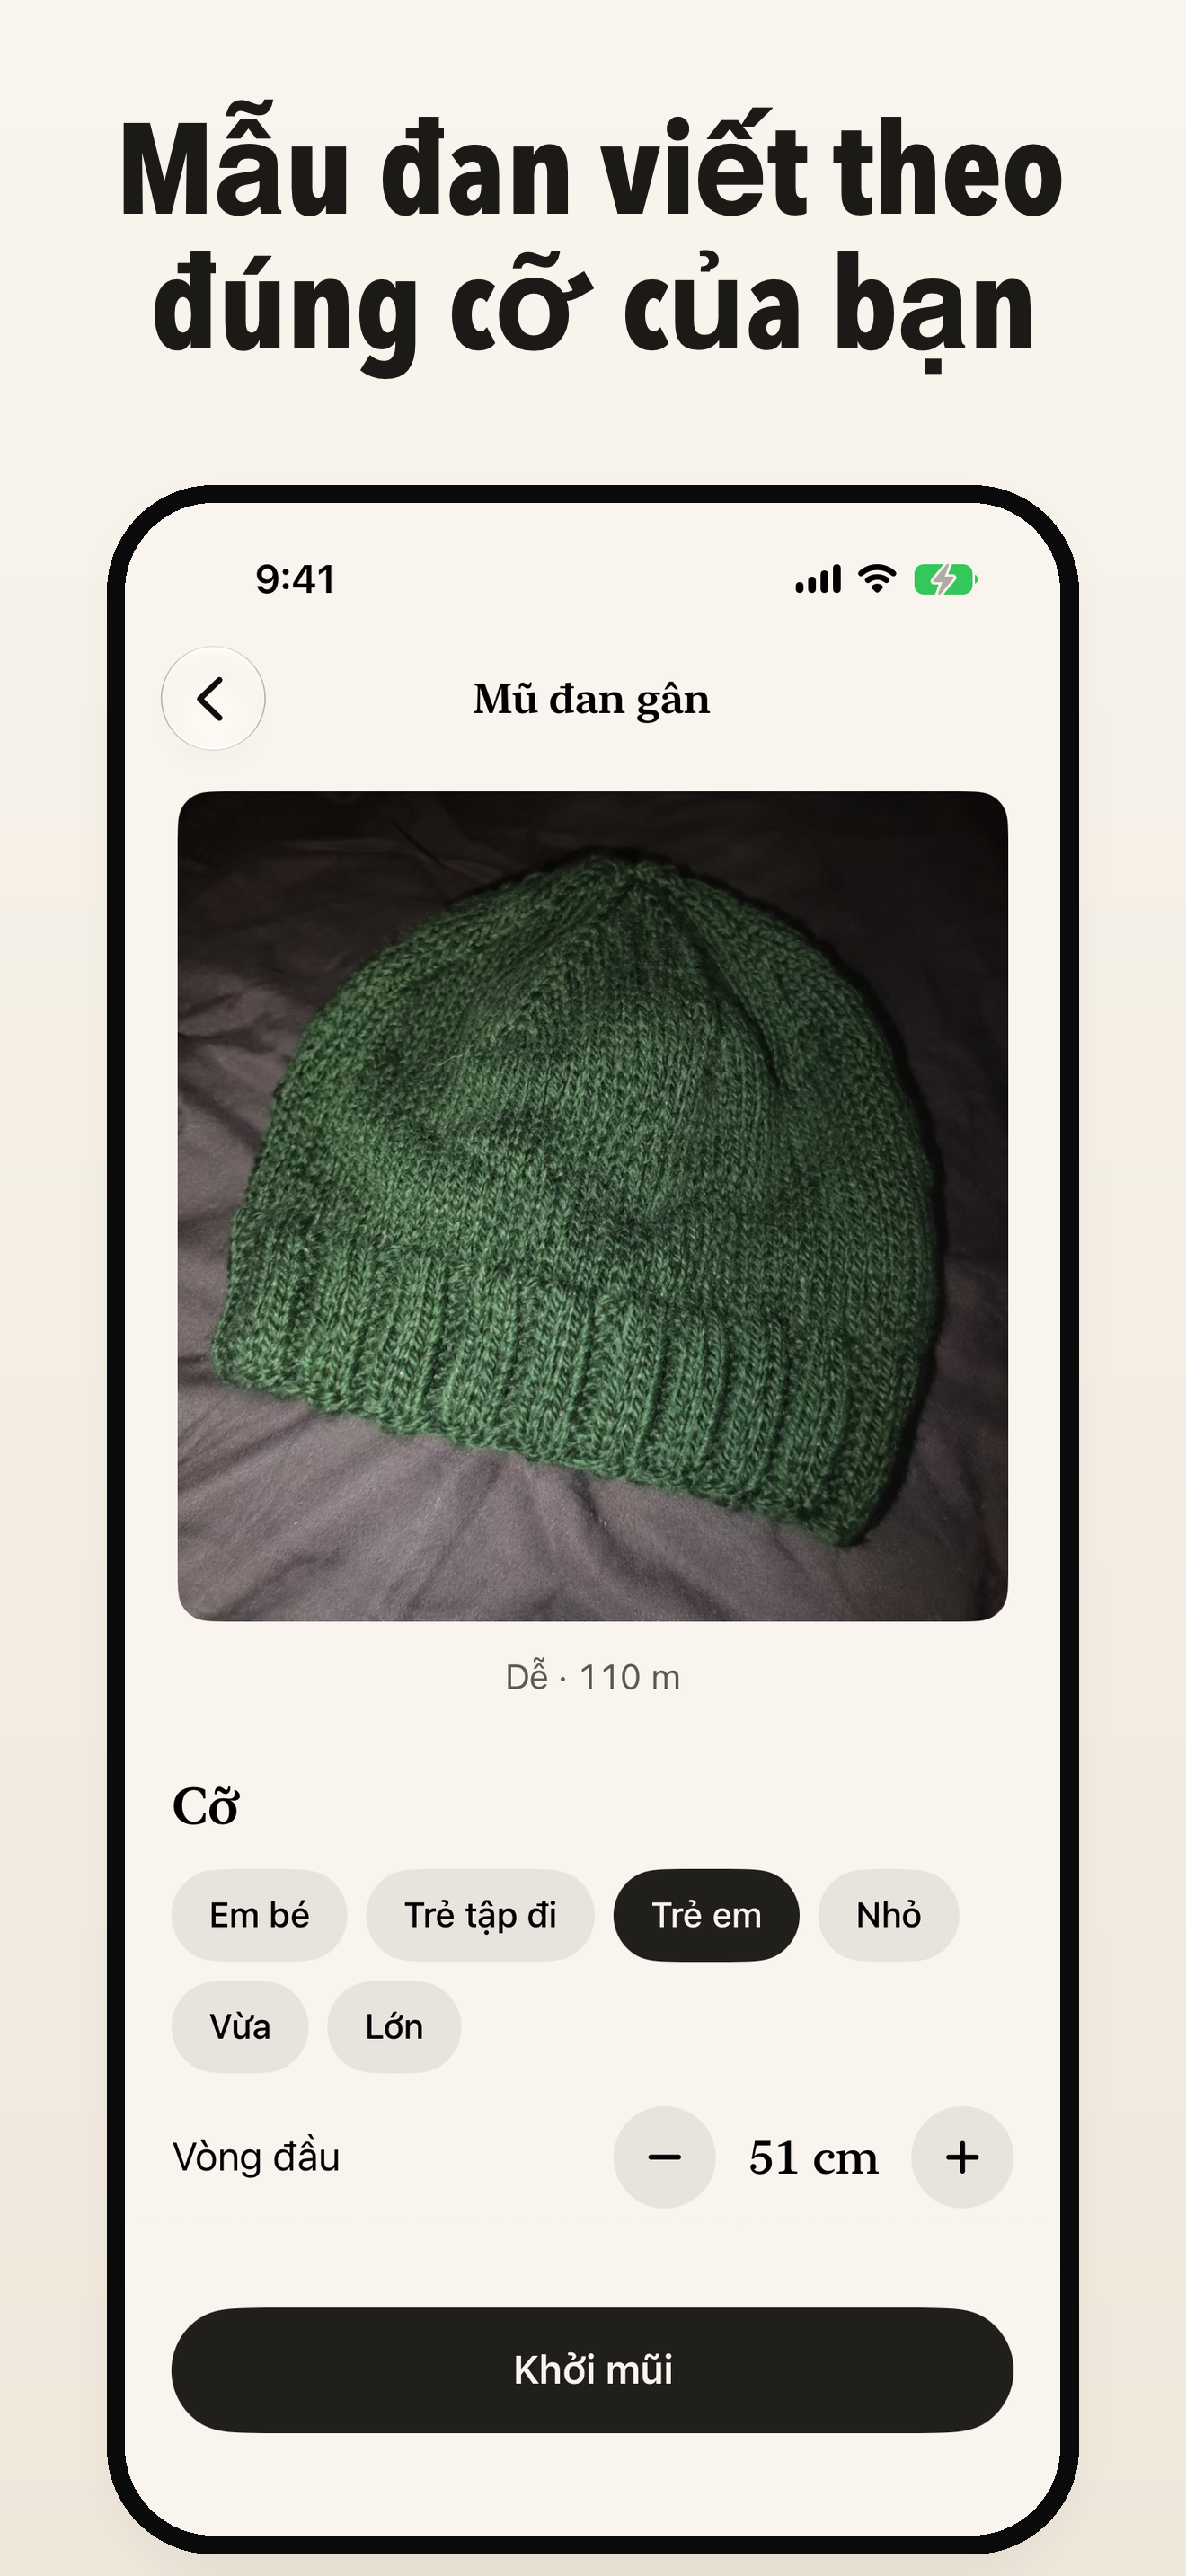 Mẫu đan viết theo
đúng cỡ của bạn
9:41
Mũ đan gân
Dễ · 110 m
Cỡ
Em bé Trẻ tập đi Trẻ em Nhỏ
Vừa Lớn
Vòng đầu 51 cm
Khởi mũi